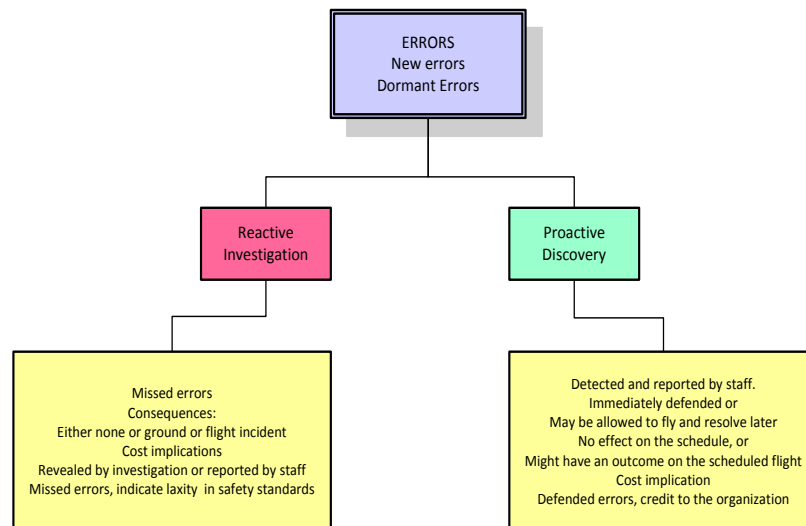 ERRORS
New errors
Dormant Errors
Reactive
Investigation
Proactive
Discovery
Missed errors
Consequences:
Either none or ground or flight incident
Cost implications
Revealed by investigation or reported by staff
Missed errors, indicate laxity in safety standards
Detected and reported by staff.
Immediately defended or
May be allowed to fly and resolve later
No effect on the schedule, or
Might have an outcome on the scheduled flight
Cost implication
Defended errors, credit to the organization